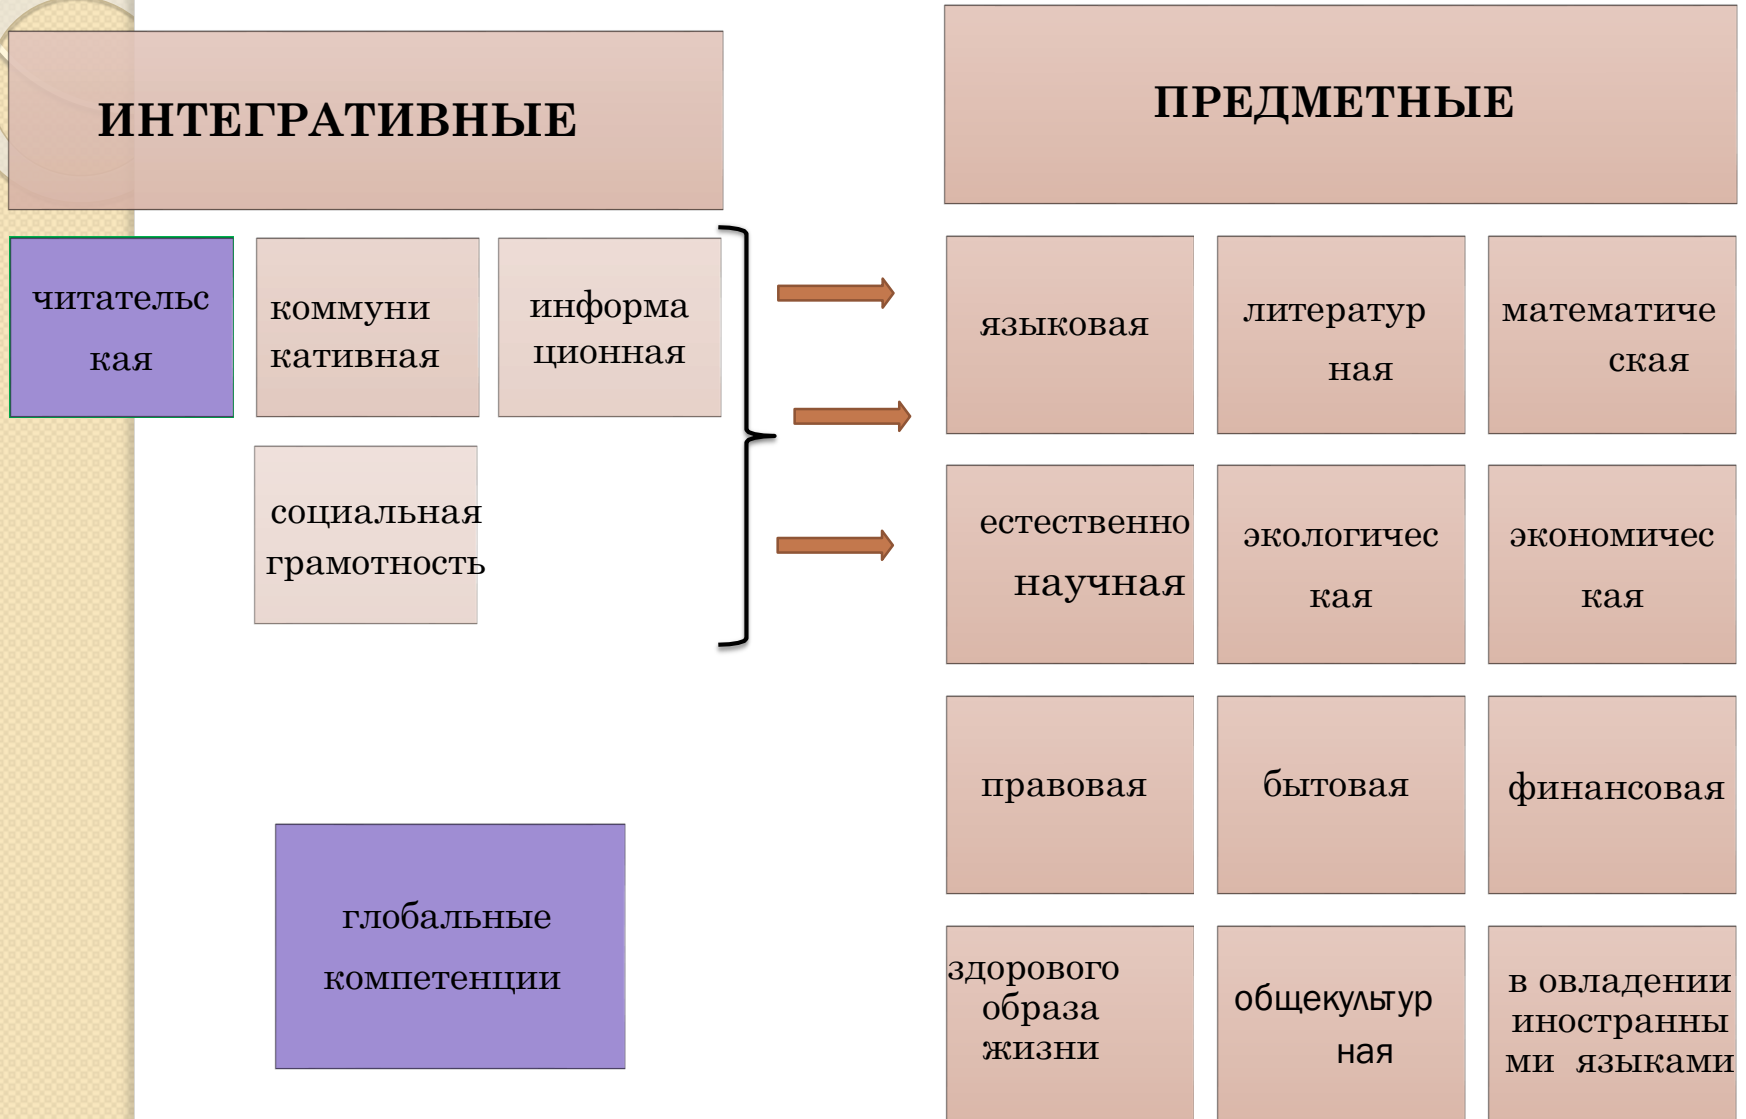 ИНТЕГРАТИВНЫЕ
ПРЕДМЕТНЫЕ
читательс
кая
коммуни
кативная
информа
ционная
социальная
грамотность
глобальные
компетенции
языковая
литератур
ная
математиче
ская
естественно
научная
экологичес
кая
экономичес
кая
правовая
бытовая
финансовая
здорового
образа
жизни
общекультур
ная
в овладении
иностранны
ми языками